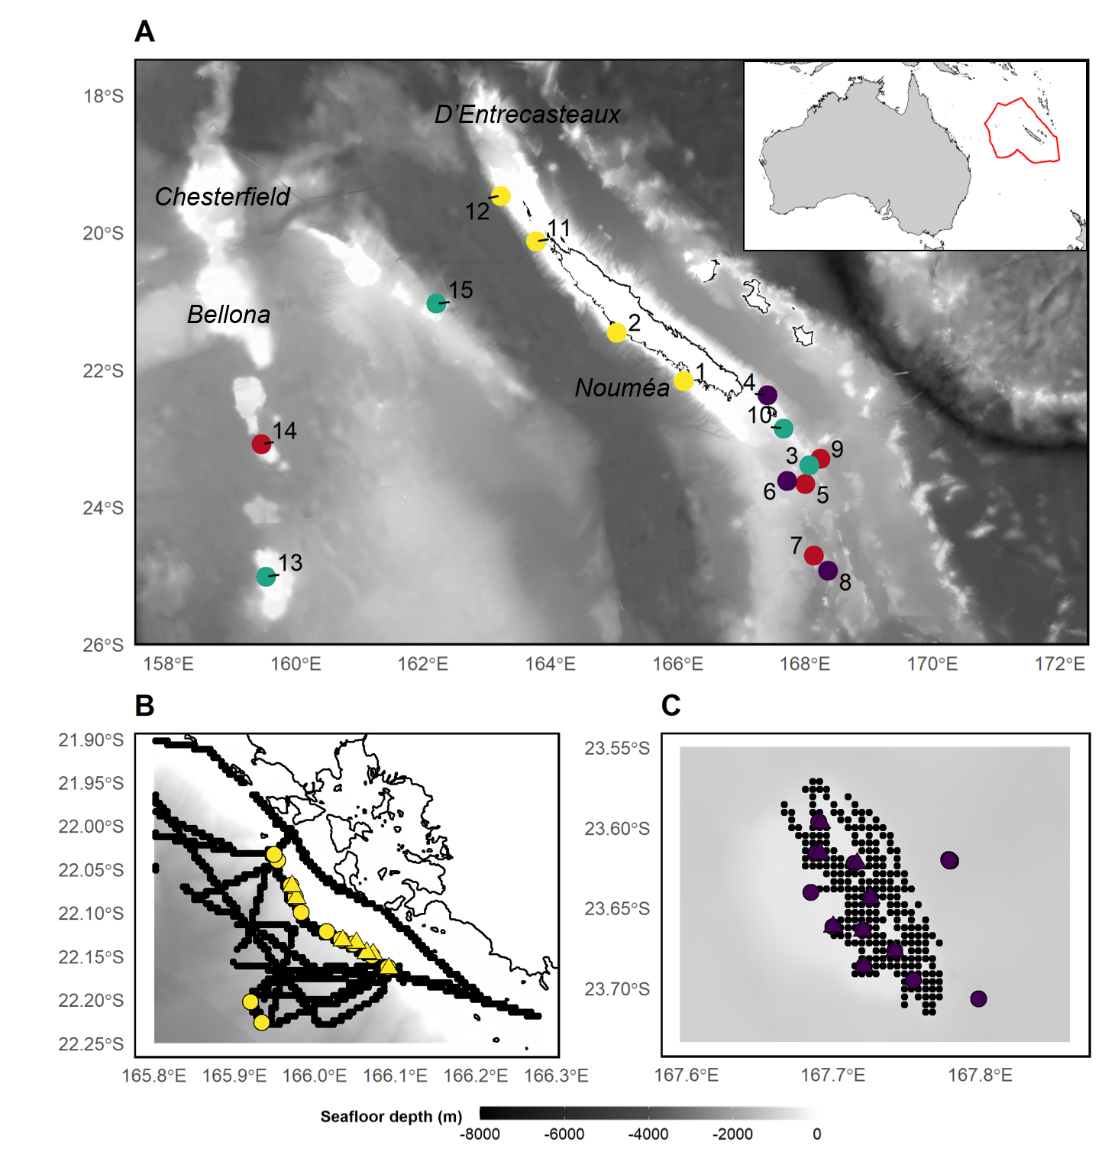 A
18°S
20°S
22°S
24°S
26°S
D'Entrecasteaux
Chesterfield
12
11
15
Bellona
2
1
Nouméa
4
10
14
3
9
6
5
7
13
8
158°E 160°E 162°E 164°E 166°E 168°E 170°E 172°E
B
21.90°S
21.95°S
22.00°S
22.05°S
22.10°S
22.15°S
22.20°S
22.25°S
165.8°E 165.9°E 166.0°E 166.1°E 166.2°E 166.3°E
C
23.55°S
23.60°S
23.65°S
23.70°S
167.6°E 167.7°E 167.8°E
Seafloor depth (m)
-8000 -6000 -4000 -2000 0